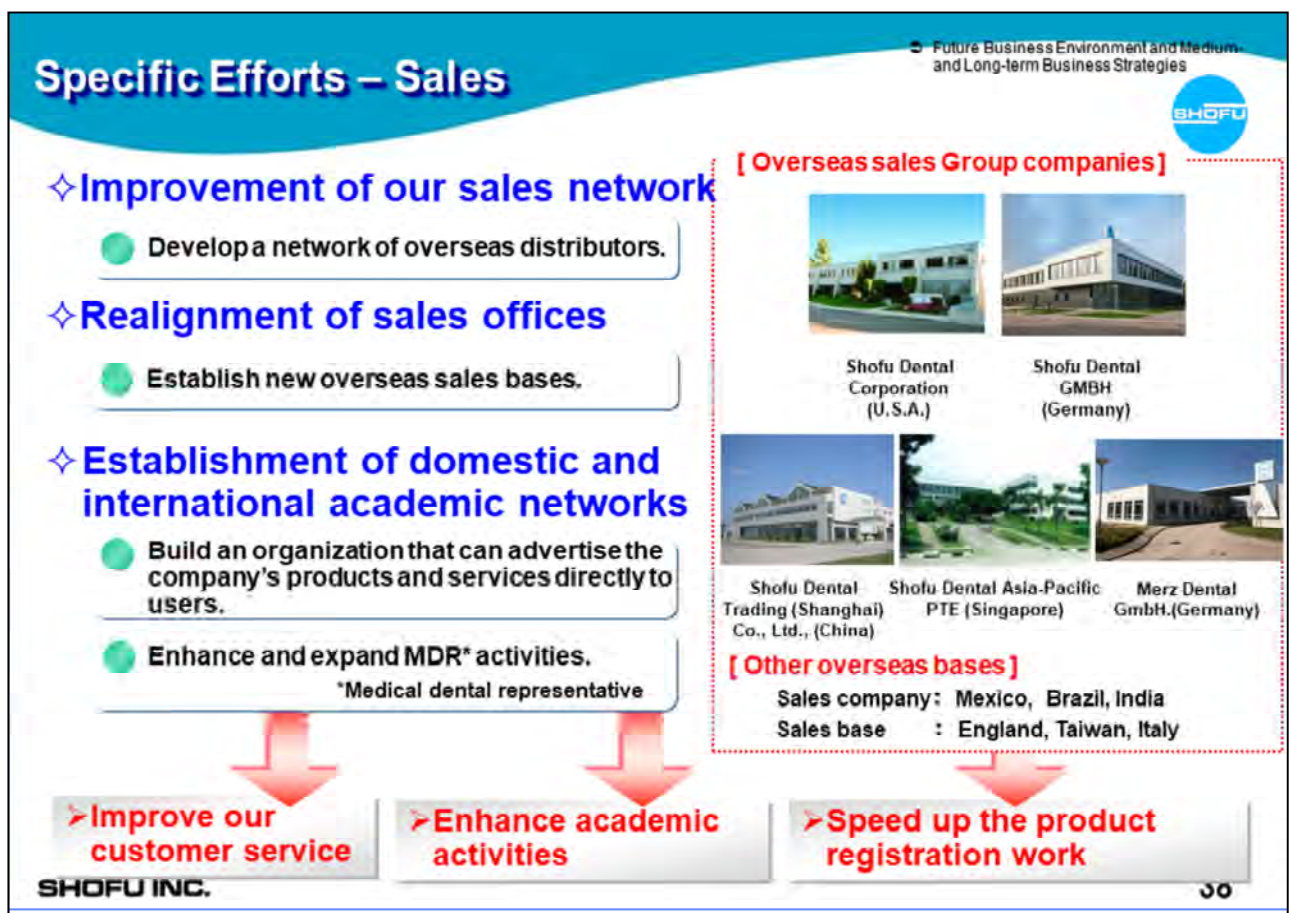 Specific Efforts – Sales
➲ Future Business Environment and Medium-
and Long-term Business Strategies
SHOFU
✧Improvement of our sales network
Develop a network of overseas distributors.
✧Realignment of sales offices
Establish new overseas sales bases.
✧Establishment of domestic and
international academic networks
Build an organization that can advertise the
company's products and services directly to
users.
Enhance and expand MDR* activities.
*Medical dental representative
[ Overseas sales Group companies]
Shofu Dental
Corporation
(U.S.A.)
Shofu Dental
GMBH
(Germany)
Shofu Dental
Trading (Shanghai)
Co., Ltd., (China)
Shofu Dental Asia-Pacific
PTE (Singapore)
Merz Dental
GmbH.(Germany)
[ Other overseas bases ]
Sales company: Mexico, Brazil, India
Sales base : England, Taiwan, Italy
➢Improve our
customer service
➢Enhance academic
activities
➢Speed up the product
registration work
SHOFU INC.